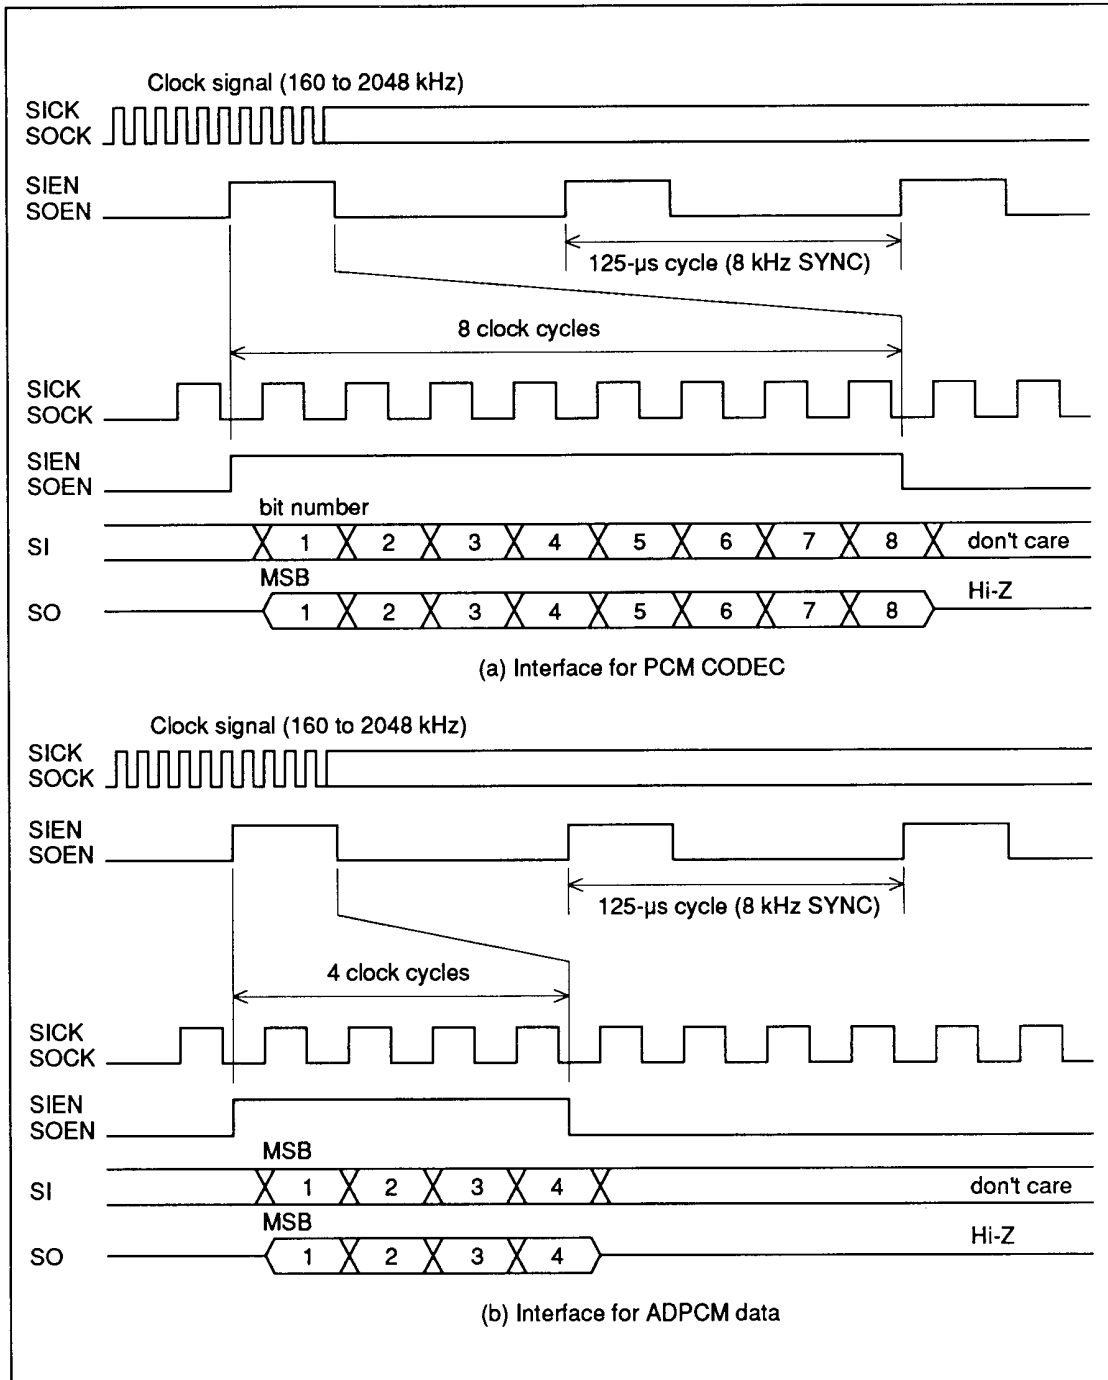 Clock signal (160 to 2048 kHz)
SICK
SOCK
SIEN
SOEN
125-µs cycle (8 kHz SYNC)
8 clock cycles
SICK
SOCK
SIEN
SOEN
bit number
SI 1 2 3 4 5 6 7 8 don't care
MSB
Hi-Z
SO 1 2 3 4 5 6 7 8
(a) Interface for PCM CODEC
Clock signal (160 to 2048 kHz)
SICK
SOCK
SIEN
SOEN
125-µs cycle (8 kHz SYNC)
4 clock cycles
SICK
SOCK
SIEN
SOEN
MSB
SI 1 2 3 4 don't care
MSB
Hi-Z
SO 1 2 3 4
(b) Interface for ADPCM data